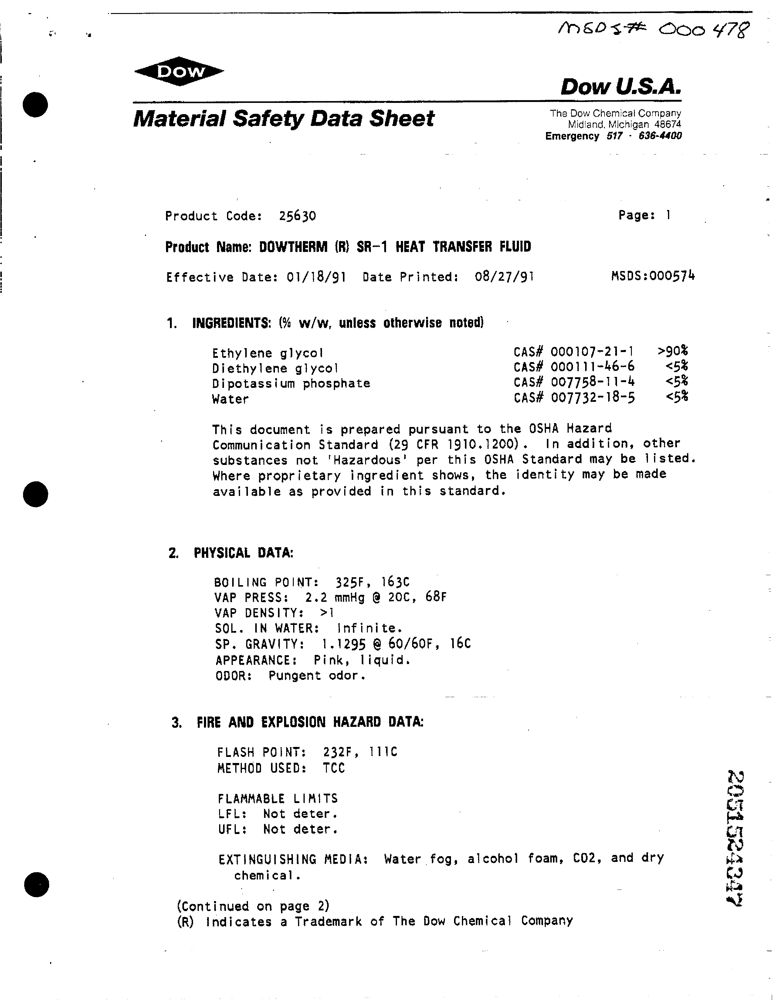 MSDS# 000478
DOW
Dow U.S.A.
Material Safety Data Sheet
The Dow Chemical Company
Midland, Michigan 48674
Emergency 517 · 636-4400
Product Code: 25630 Page: 1
Product Name: DOWTHERM (R) SR-1 HEAT TRANSFER FLUID
Effective Date: 01/18/91 Date Printed: 08/27/91 MSDS:000574
1. INGREDIENTS: (% w/w, unless otherwise noted)
Ethylene glycol CAS# 000107-21-1 >90%
Diethylene glycol CAS# 000111-46-6 <5%
Dipotassium phosphate CAS# 007758-11-4 <5%
Water CAS# 007732-18-5 <5%
This document is prepared pursuant to the OSHA Hazard
Communication Standard (29 CFR 1910.1200). In addition, other
substances not 'Hazardous' per this OSHA Standard may be listed.
Where proprietary ingredient shows, the identity may be made
available as provided in this standard.
2. PHYSICAL DATA:
BOILING POINT: 325F, 163C
VAP PRESS: 2.2 mmHg @ 20C, 68F
VAP DENSITY: >1
SOL. IN WATER: Infinite.
SP. GRAVITY: 1.1295 @ 60/60F, 16C
APPEARANCE: Pink, liquid.
ODOR: Pungent odor.
3. FIRE AND EXPLOSION HAZARD DATA:
FLASH POINT: 232F, 111C
METHOD USED: TCC
FLAMMABLE LIMITS
LFL: Not deter.
UFL: Not deter.
EXTINGUISHING MEDIA: Water fog, alcohol foam, CO2, and dry
chemical.
(Continued on page 2)
(R) Indicates a Trademark of The Dow Chemical Company
2051524347